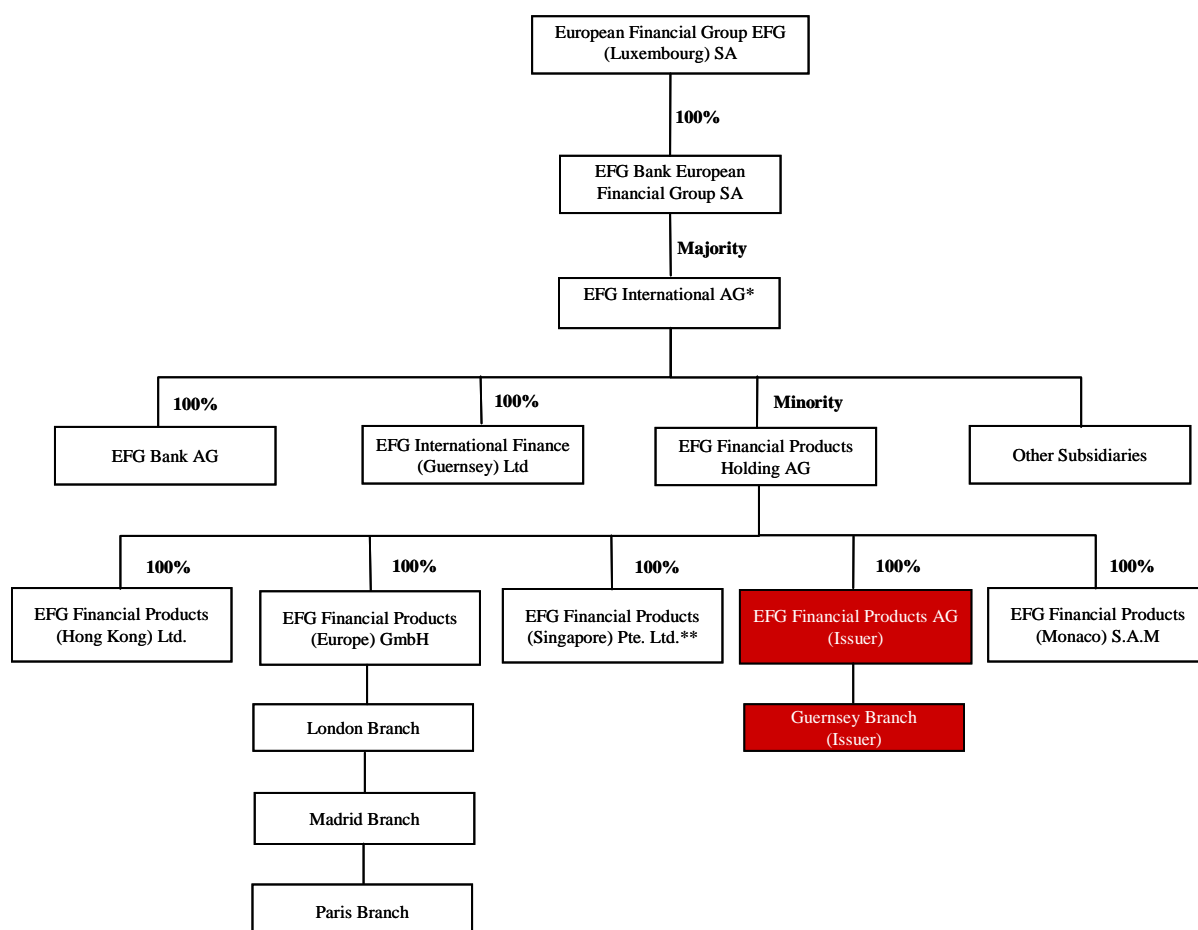 European Financial Group EFG
(Luxembourg) SA
100%
EFG Bank European
Financial Group SA
Majority
EFG International AG*
100%
100%
Minority
EFG Bank AG
EFG International Finance
(Guernsey) Ltd
EFG Financial Products
Holding AG
Other Subsidiaries
100%
100%
100%
100%
100%
EFG Financial Products
(Hong Kong) Ltd.
EFG Financial Products
(Europe) GmbH
EFG Financial Products
(Singapore) Pte. Ltd.**
EFG Financial Products AG
(Issuer)
EFG Financial Products
(Monaco) S.A.M
London Branch
Guernsey Branch
(Issuer)
Madrid Branch
Paris Branch